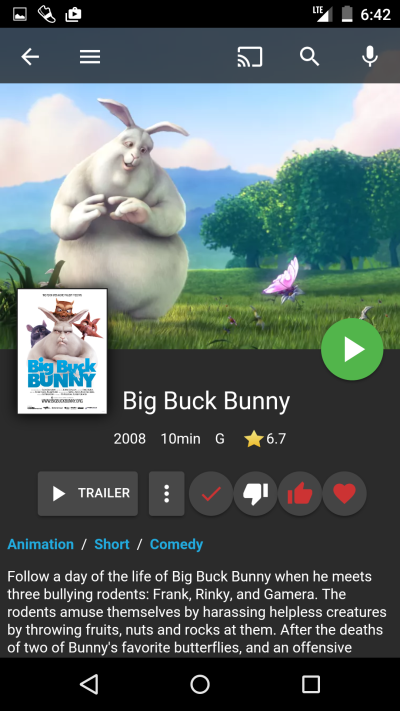 LTE
6:42
Big Buck
BUNNY
WWW.BIGBUCKBUNNY.ORG
Big Buck Bunny
2008 10min G 6.7
TRAILER
Animation / Short / Comedy
Follow a day of the life of Big Buck Bunny when he meets
three bullying rodents: Frank, Rinky, and Gamera. The
rodents amuse themselves by harassing helpless creatures
by throwing fruits, nuts and rocks at them. After the deaths
of two of Bunny's favorite butterflies, and an offensive